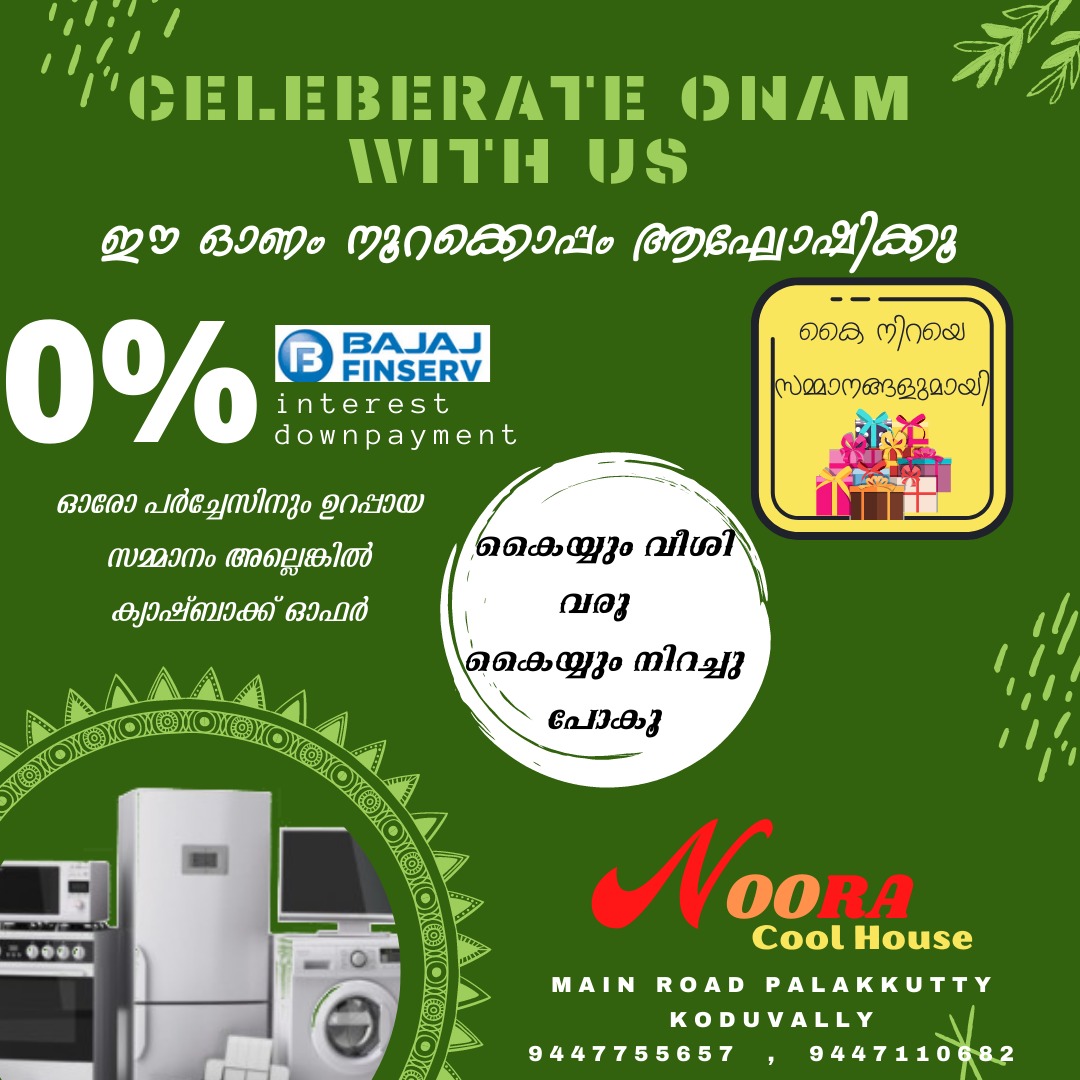 CELEBERATE ONAM
WITH US
ഈ ഓണം നൂറക്കൊപ്പം ആഘോഷിക്കൂ
0%
BAJAJ
FINSERV
interest
downpayment
കൈ നിറയെ
സമ്മാനങ്ങളുമായി
ഓരോ പർച്ചേസിനും ഉറപ്പായ
സമ്മാനം അല്ലെങ്കിൽ
ക്യാഷ്ബാക്ക് ഓഫർ
കൈയ്യും വീശി
വരൂ
കൈയ്യും നിറച്ചു
പോകൂ
NOORA
Cool House
MAIN ROAD PALAKKUTTY
KODUVALLY
9447755657 , 9447110682